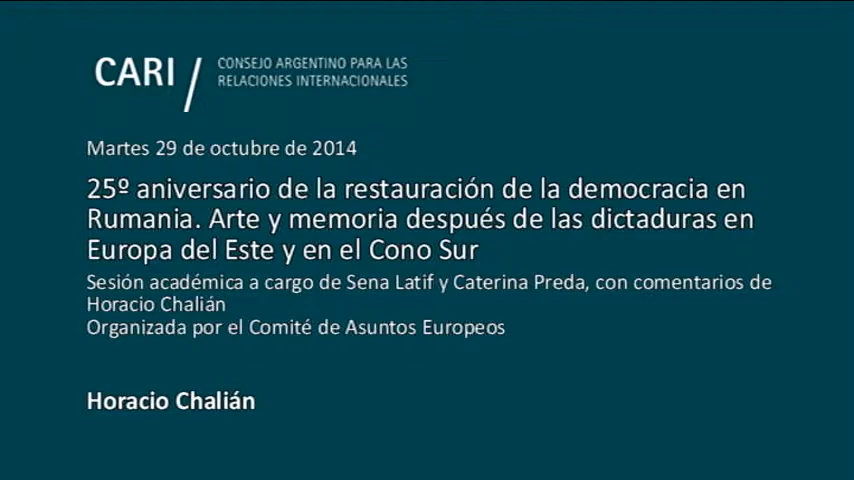 CARI
CONSEJO ARGENTINO PARA LAS
RELACIONES INTERNACIONALES
Martes 29 de octubre de 2014
25º aniversario de la restauración de la democracia en
Rumania. Arte y memoria después de las dictaduras en
Europa del Este y en el Cono Sur
Sesión académica a cargo de Sena Latif y Caterina Preda, con comentarios de
Horacio Chalián
Organizada por el Comité de Asuntos Europeos
Horacio Chalián